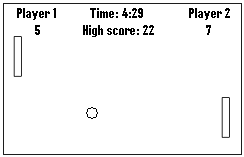 Player 1 Time: 4:29 Player 2
5 High score: 22 7